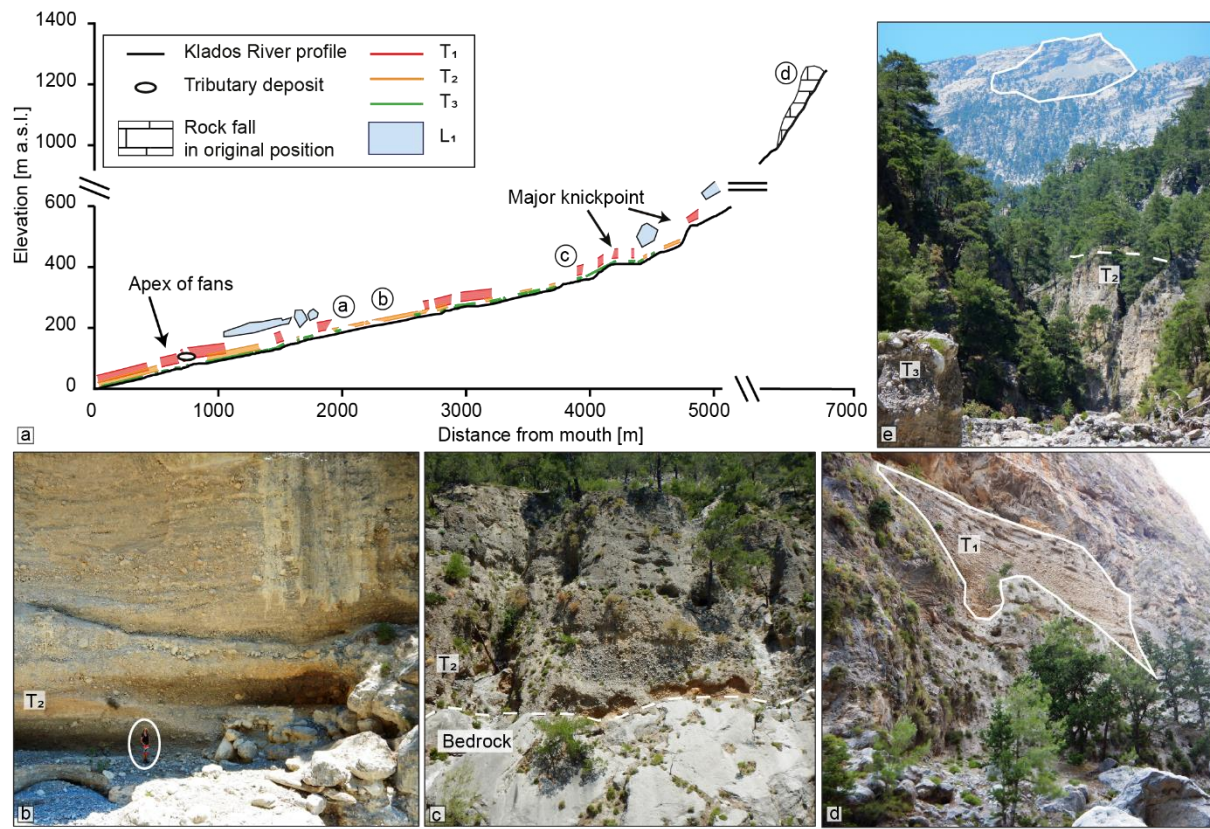 1400
1200
1000
800
600
400
200
0
Elevation [m a.s.l.]
Klados River profile
Tributary deposit
Rock fall
in original position
T₁
T₂
T₃
L₁
d
Major knickpoint
c
Apex of fans
a
b
0
1000
2000
3000
4000
5000
7000
Distance from mouth [m]
a
T₂
T₃
e
T₂
b
T₂
Bedrock
c
T₁
d